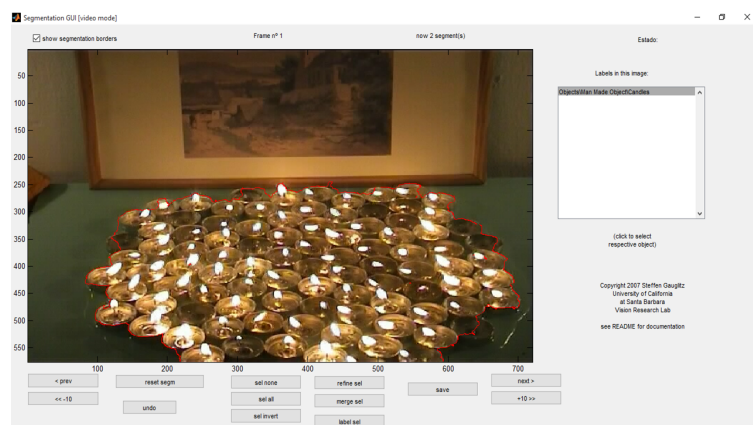 Segmentation GUI [video mode]
show segmentation borders
Frame nº 1
now 2 segment(s)
Estado:
Labels in this image:
Objects\Man Made Object\Candles
50
100
150
200
250
300
350
400
450
500
550
100
200
300
400
500
600
700
(click to select
respective object)
Copyright 2007 Steffen Gauglitz
University of California
at Santa Barbara
Vision Research Lab
see README for documentation
< prev
reset segm
sel none
refine sel
save
next >
<< -10
undo
sel all
merge sel
+10 >>
sel invert
label sel